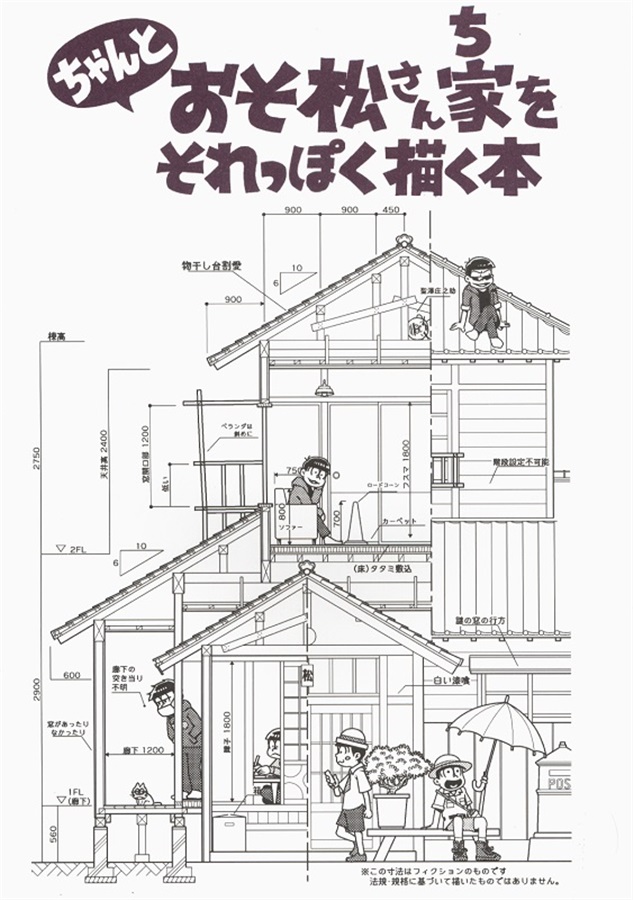 ちゃんと
おそ松さん家を
ち
それっぽく描く本
900
900
450
物干し台割愛
10
6
900
聖澤庄之助
棟高
ベランダは
斜めに
窓開口部 1200
天井高 2400
2750
低い
750
フスマ 1800
ロードコーン
700
800
ソファー
カーペット
階段設定不可能
2FL
10
6
(床)タタミ敷込
謎の窓の行方
600
廊下の
突き当り
不明
松
白い漆喰
2900
窓があったり
なかったり
廊下 1200
障子 1800
箱
POS
1FL
(廊下)
560
※この寸法はフィクションのものです
法規・規格に基づいて描いたものではありません。